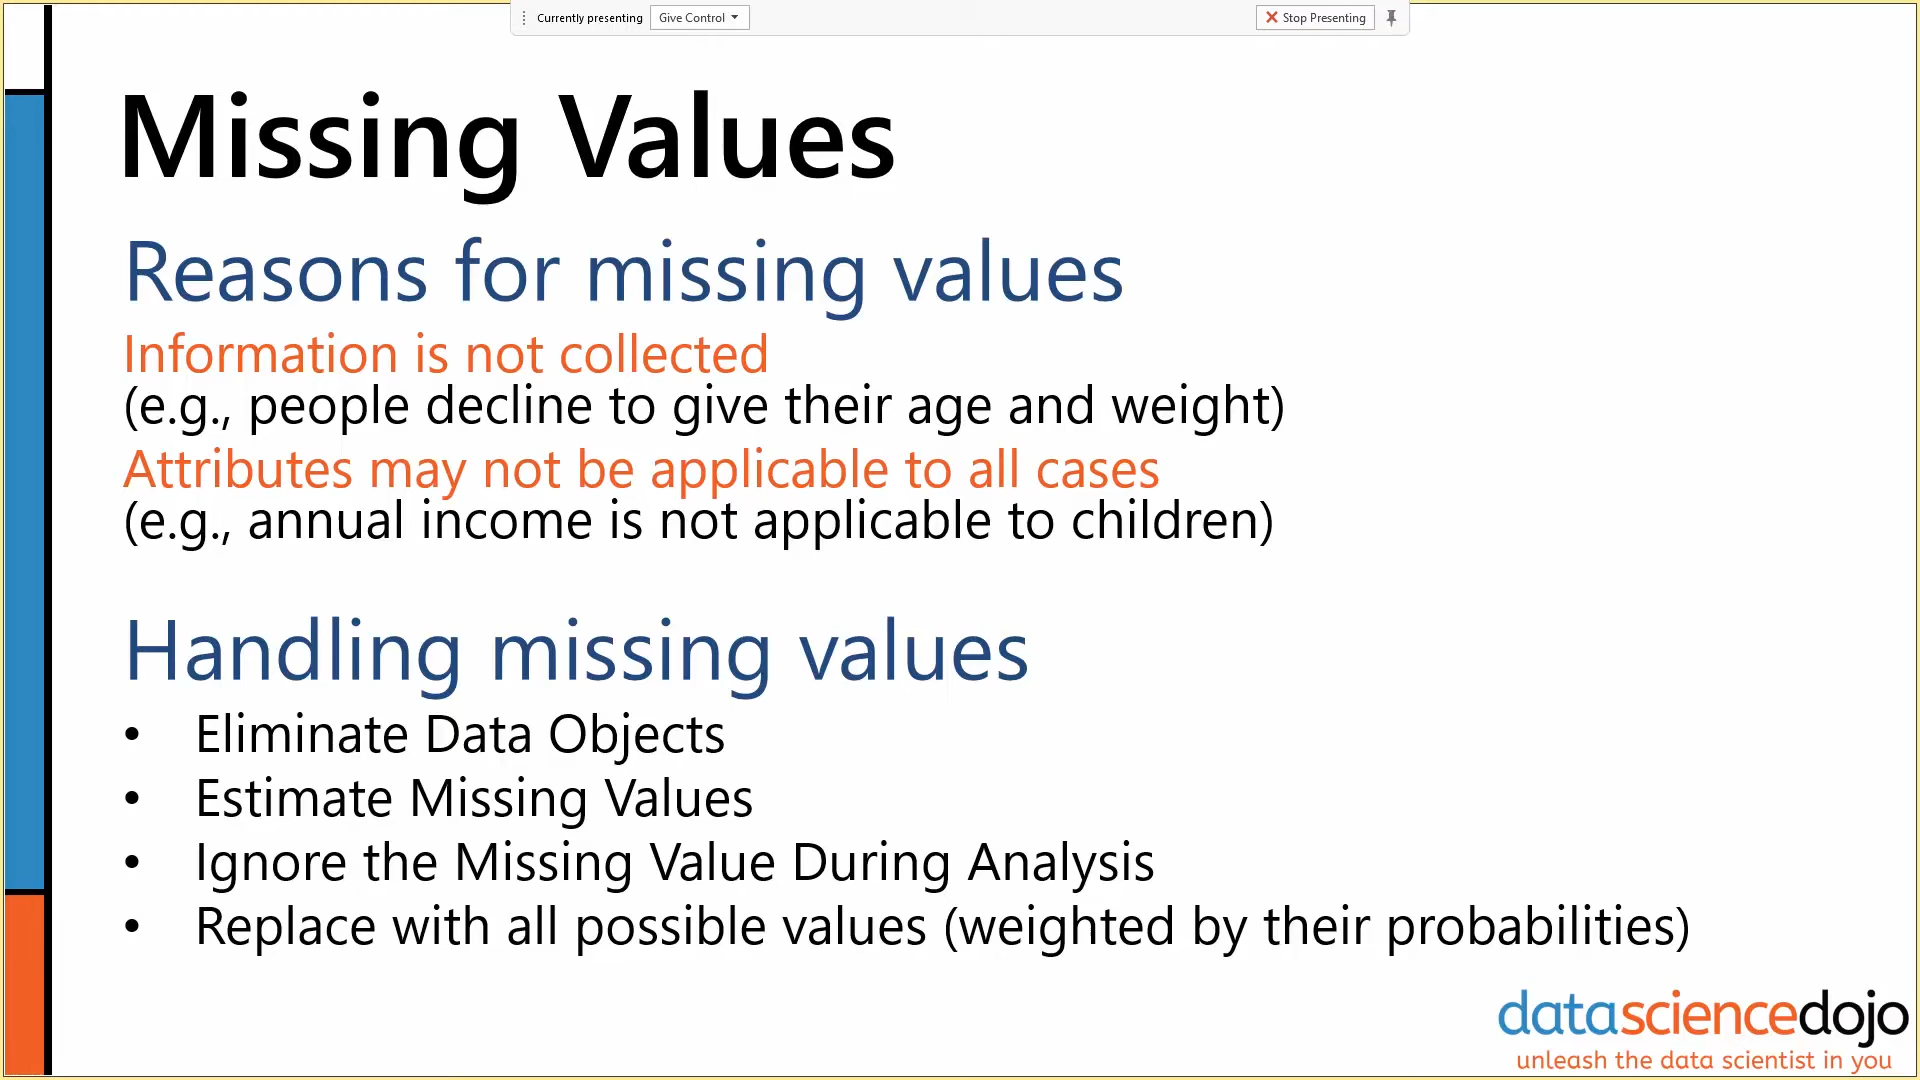 Currently presenting
Give Control
Stop Presenting
Missing Values
Reasons for missing values
Information is not collected
(e.g., people decline to give their age and weight)
Attributes may not be applicable to all cases
(e.g., annual income is not applicable to children)
Handling missing values
• Eliminate Data Objects
• Estimate Missing Values
• Ignore the Missing Value During Analysis
• Replace with all possible values (weighted by their probabilities)
datasciencedojo
unleash the data scientist in you